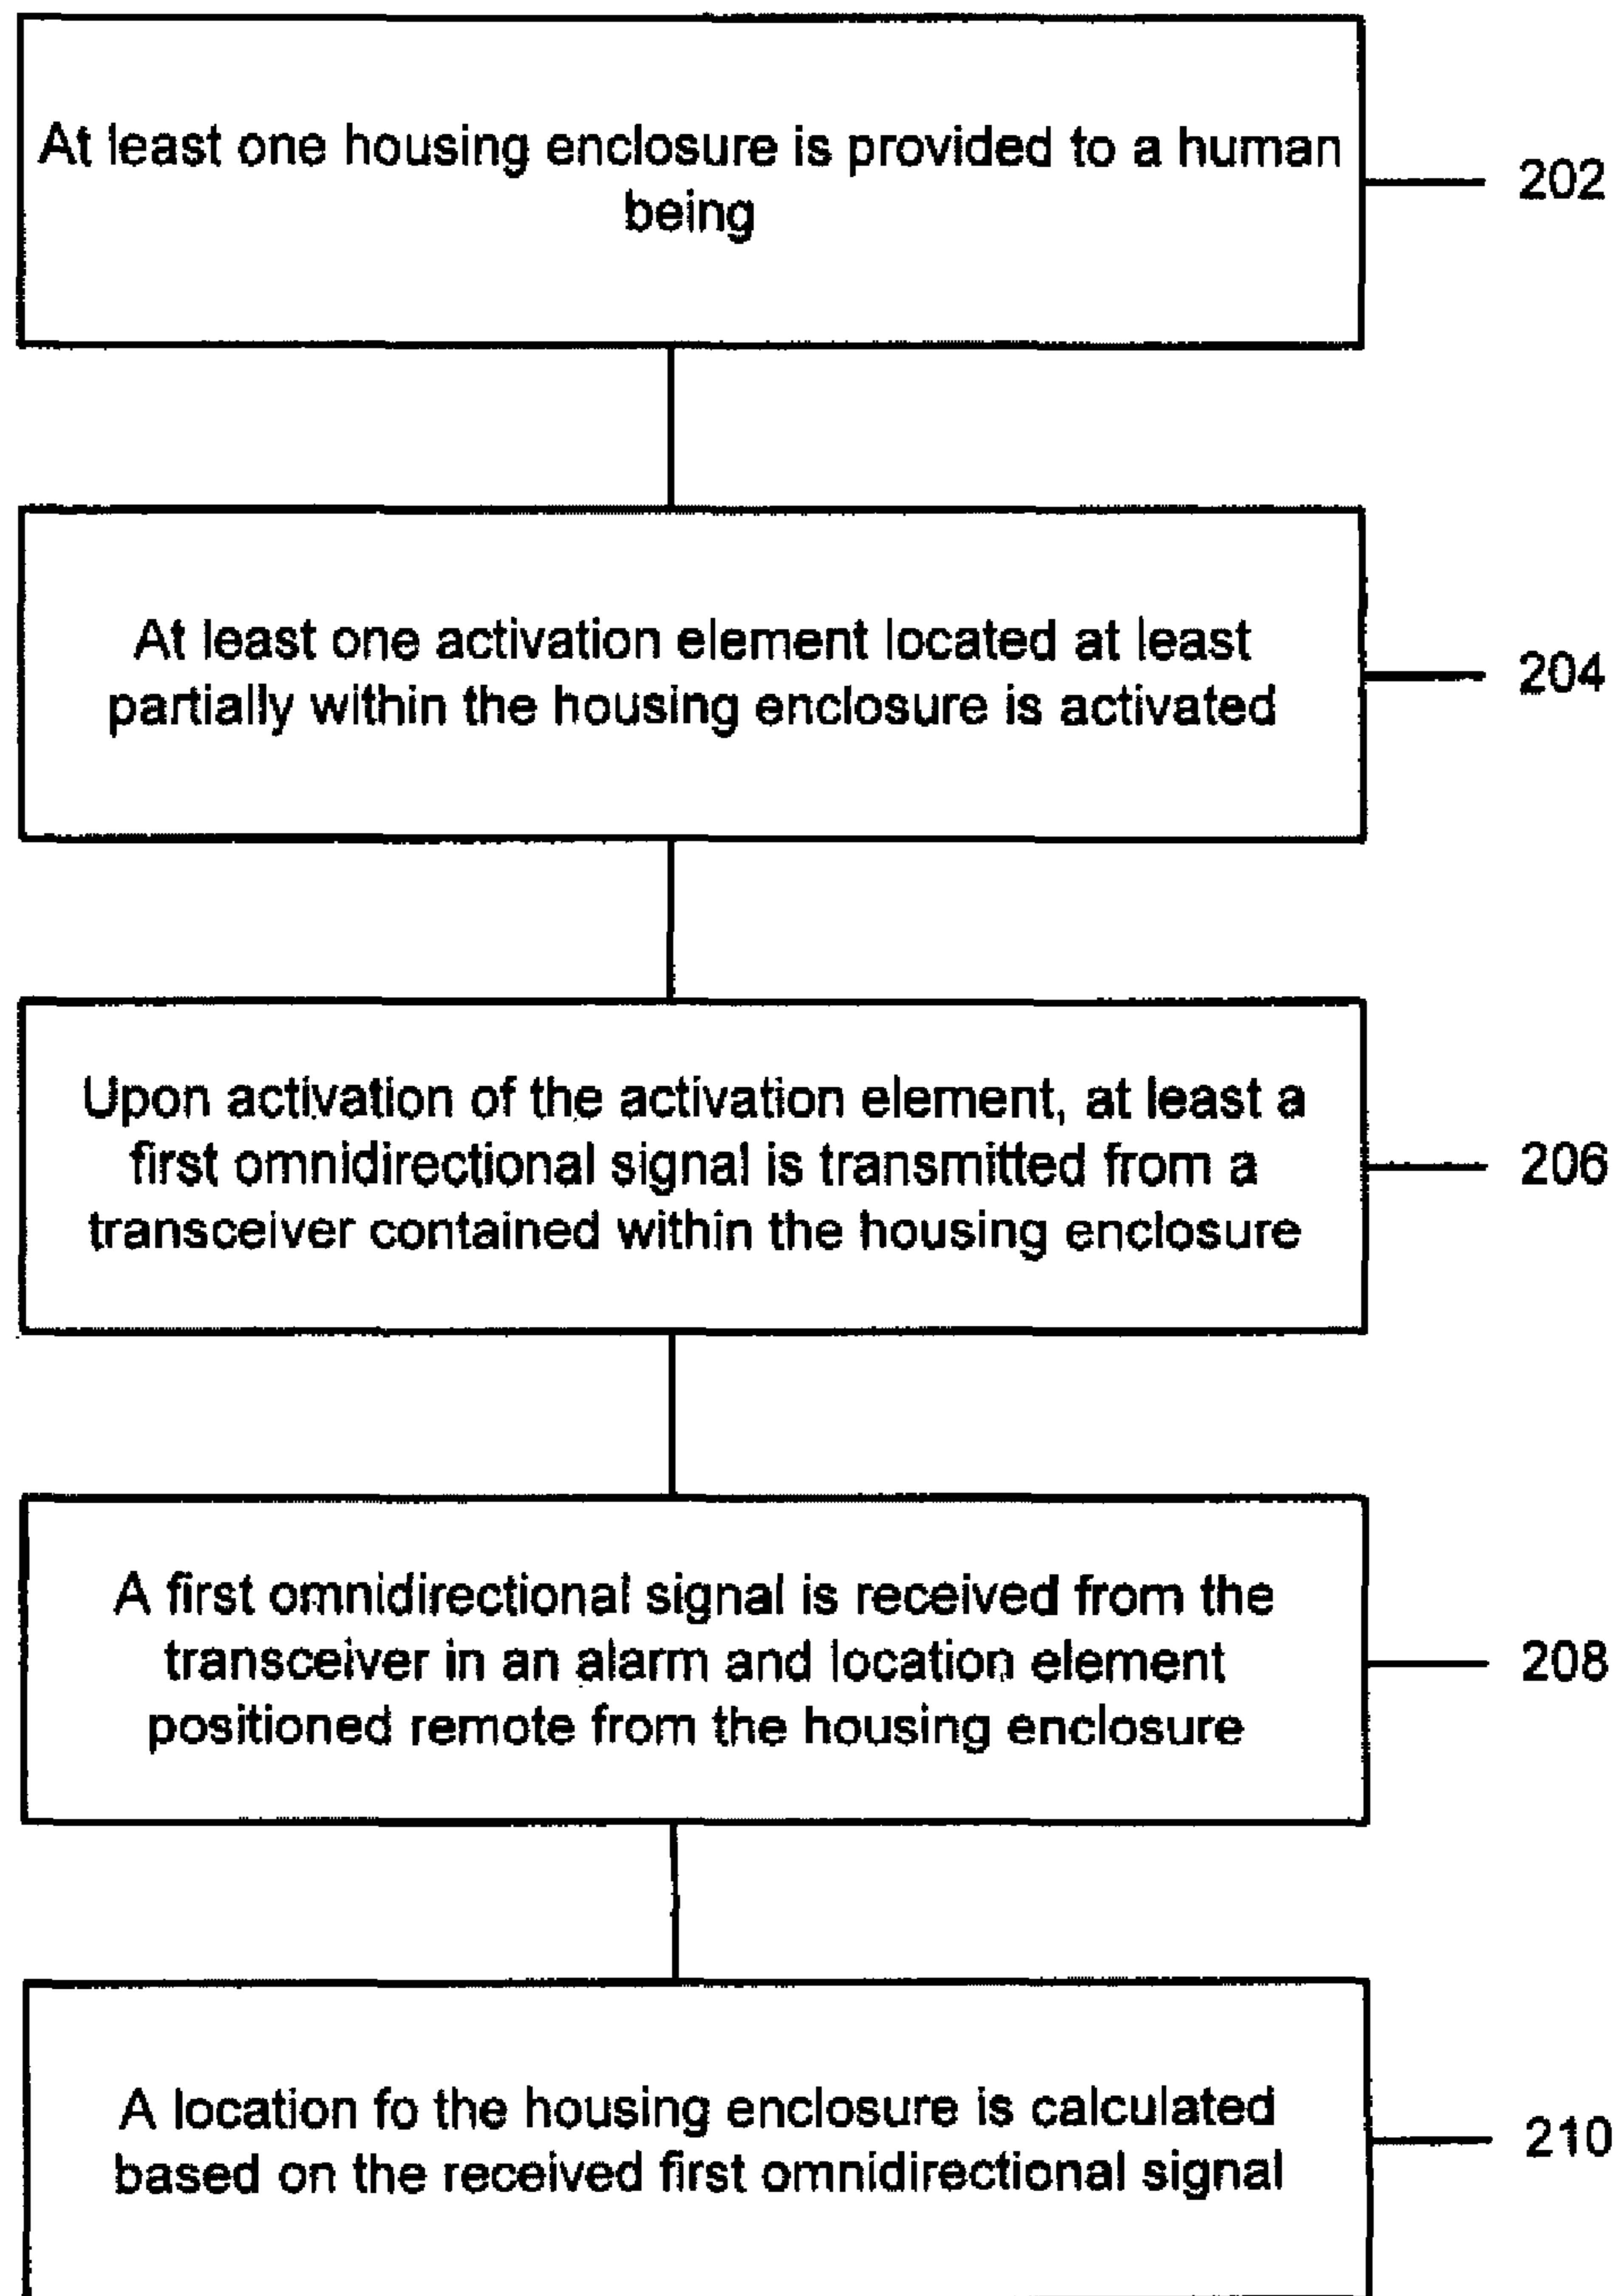 At least one housing enclosure is provided to a human
being
202
At least one activation element located at least
partially within the housing enclosure is activated
204
Upon activation of the activation element, at least a
first omnidirectional signal is transmitted from a
transceiver contained within the housing enclosure
206
A first omnidirectional signal is received from the
transceiver in an alarm and location element
positioned remote from the housing enclosure
208
A location fo the housing enclosure is calculated
based on the received first omnidirectional signal
210